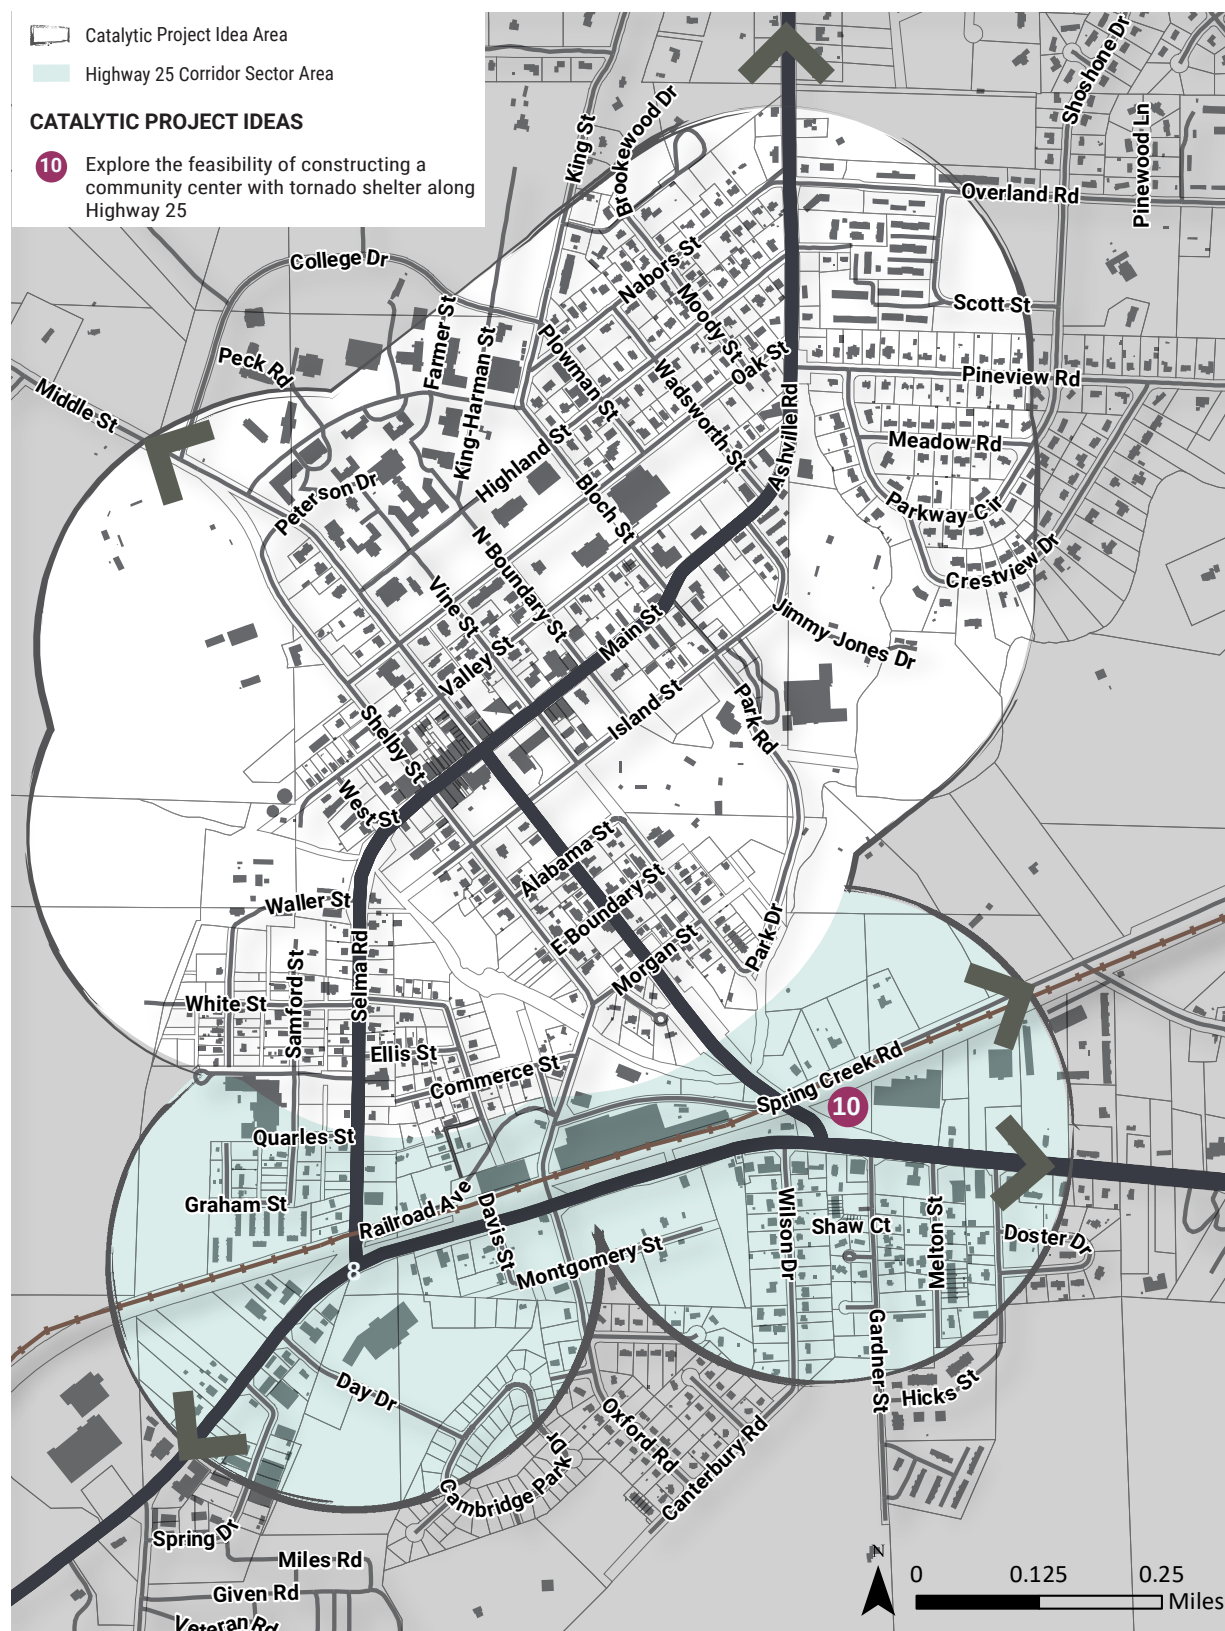 Catalytic Project Idea Area
Highway 25 Corridor Sector Area
CATALYTIC PROJECT IDEAS
10
Explore the feasibility of constructing a
community center with tornado shelter along
Highway 25
Shoshone Dr
Pinewood Ln
King St
Brookewood Dr
Overland Rd
College Dr
Nabors St
Moody St
Scott St
Farmer St
King-Harman St
Plowman St
Oak St
Peck Rd
Wadsworth St
Pineview Rd
Middle St
Ashville Rd
Meadow Rd
Highland St
Peterson Dr
Bloch St
Parkway Cir
N Boundary St
Crestview Dr
Vine St
Main St
Jimmy Jones Dr
Valley St
Island St
Park Rd
Shelby St
West St
Alabama St
E Boundary St
Waller St
Park Dr
Morgan St
Selma Rd
Samford St
White St
Ellis St
Commerce St
Spring Creek Rd
10
Quarles St
Graham St
Railroad Ave
Davis St
Wilson Dr
Shaw Ct
Melton St
Doster Dr
Montgomery St
8
Gardner St
Day Dr
Hicks St
Oxford Rd
Canterbury Rd
Cambridge Park Dr
Spring Dr
Miles Rd
Given Rd
Veteran Rd
N
0 0.125 0.25
Miles